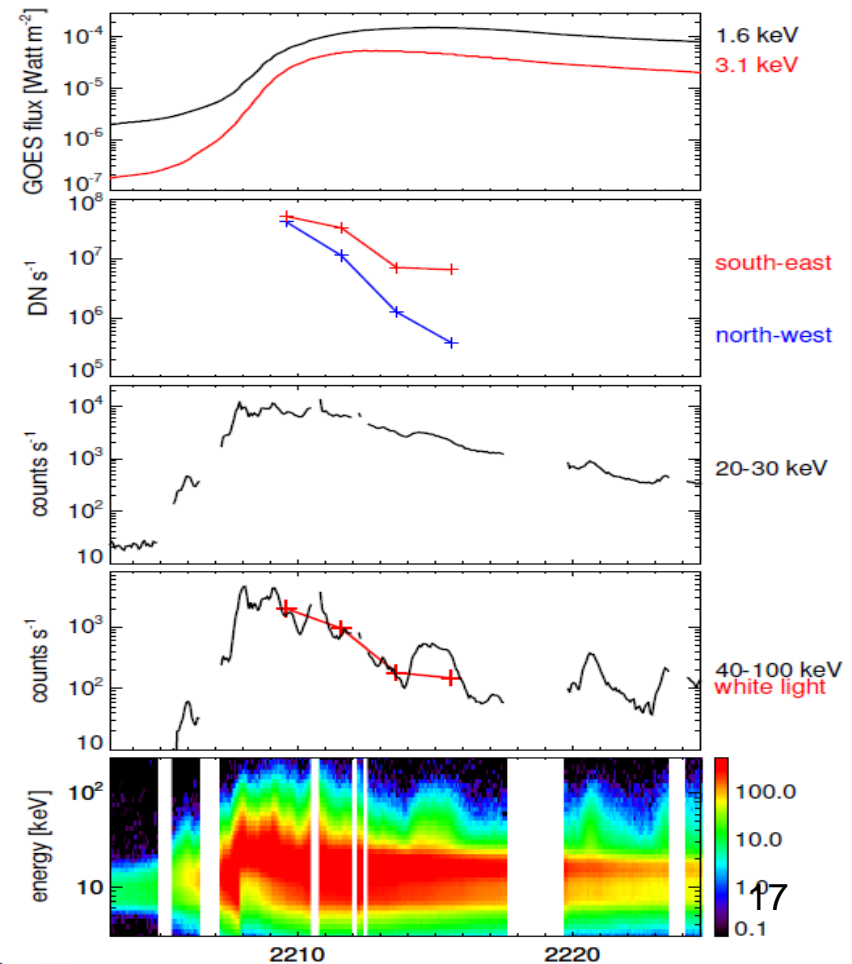 GOES flux [Watt m-2]
10-4
10-5
10-6
10-7
1.6 keV
3.1 keV
DN s-1
108
107
106
105
south-east
north-west
counts s-1
104
103
102
10
20-30 keV
counts s-1
103
102
10
40-100 keV
white light
energy [keV]
102
10
100.0
10.0
1.0
0.1
17
2210 2220